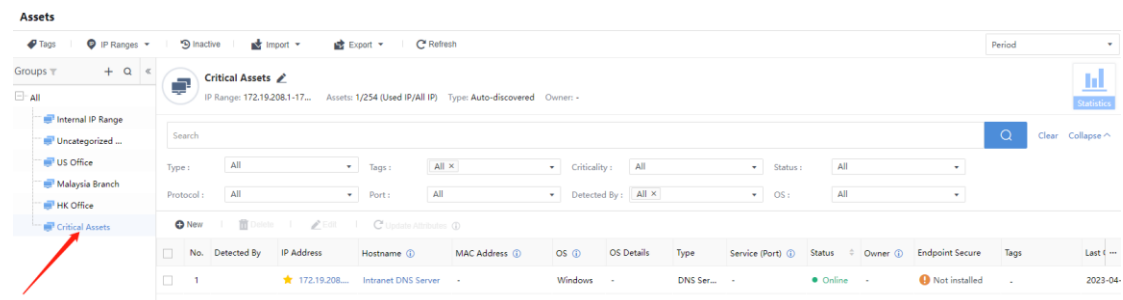 Assets
Tags IP Ranges Inactive Import Export Refresh Period
Groups
All
Internal IP Range
Uncategorized ...
US Office
Malaysia Branch
HK Office
Critical Assets
Critical Assets
IP Range: 172.19.208.1-17... Assets: 1/254 (Used IP/All IP) Type: Auto-discovered Owner: -
Statistics
Search Clear Collapse
Type : All Tags : All × Criticality : All Status : All
Protocol : All Port : All Detected By : All × OS : All
New Delete Edit Update Attributes
No. Detected By IP Address Hostname MAC Address OS OS Details Type Service (Port) Status Owner Endpoint Secure Tags Last ...
1 172.19.208.... Intranet DNS Server - Windows - DNS Ser... - Online - Not installed - 2023-04-